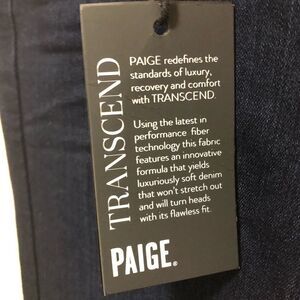 TRANSCEND
PAIGE redefines the
standards of luxury,
recovery and comfort
with TRANSCEND.
Using the latest in
performance fiber
technology this fabric
features an innovative
formula that yields
luxuriously soft denim
that won't stretch out
and will turn heads
with its flawless fit.
PAIGE®